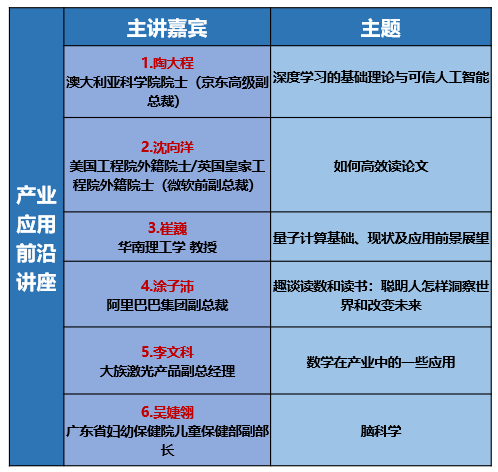 产业
应用
前沿
讲座
主讲嘉宾
主题
1.陶大程
澳大利亚科学院院士（京东高级副
总裁）
深度学习的基础理论与可信人工智能
2.沈向洋
美国工程院外籍院士/英国皇家工
程院外籍院士（微软前副总裁）
如何高效读论文
3.崔巍
华南理工学 教授
量子计算基础、现状及应用前景展望
4.涂子沛
阿里巴巴集团副总裁
趣谈读数和读书：聪明人怎样洞察世
界和改变未来
5.李文科
大族激光产品副总经理
数学在产业中的一些应用
6.吴婕翎
广东省妇幼保健院儿童保健部副部
长
脑科学